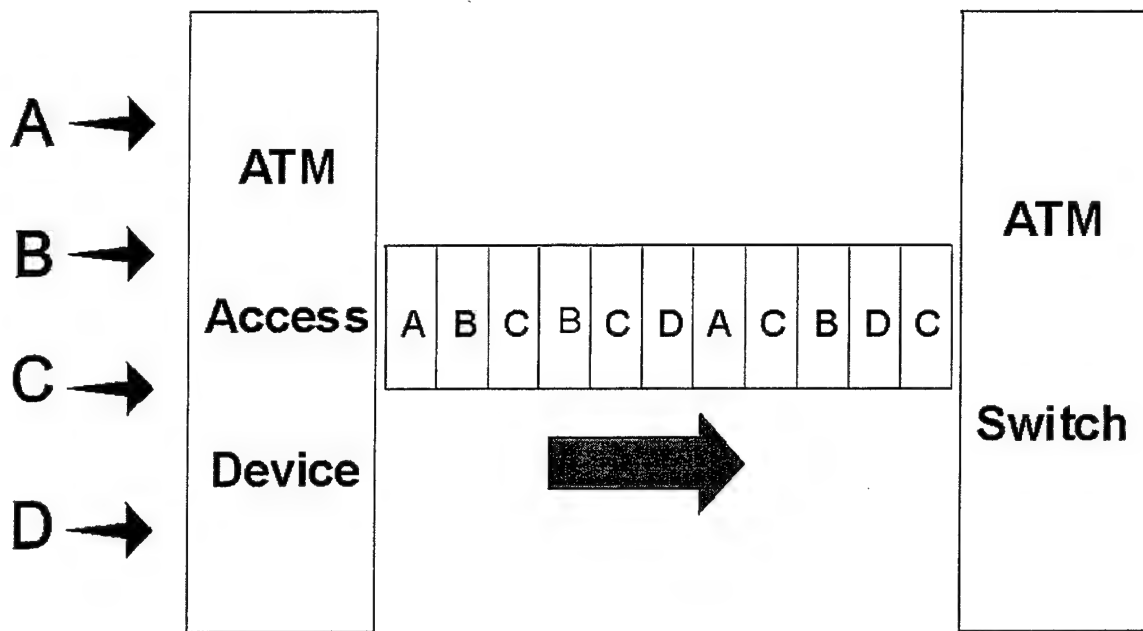 A
B
C
D
ATM
Access
Device
A B C B C D A C B D C
ATM
Switch